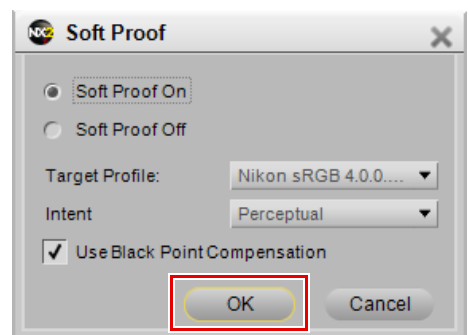 NX2 Soft Proof
Soft Proof On
Soft Proof Off
Target Profile: Nikon sRGB 4.0.0....
Intent Perceptual
Use Black Point Compensation
OK Cancel